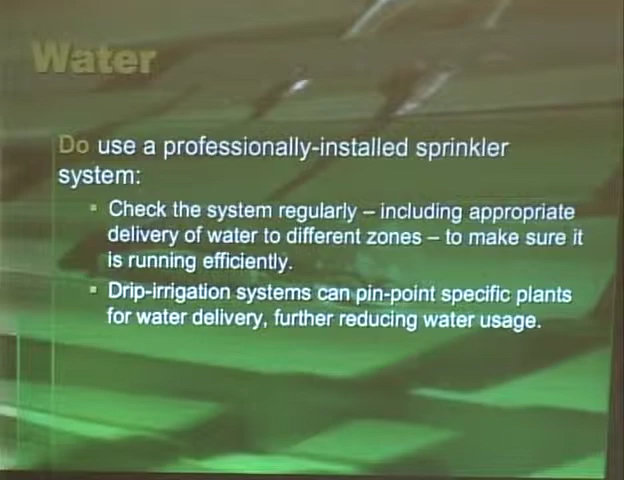 Water
Do use a professionally-installed sprinkler
system:
▪ Check the system regularly – including appropriate
delivery of water to different zones – to make sure it
is running efficiently.
▪ Drip-irrigation systems can pin-point specific plants
for water delivery, further reducing water usage.